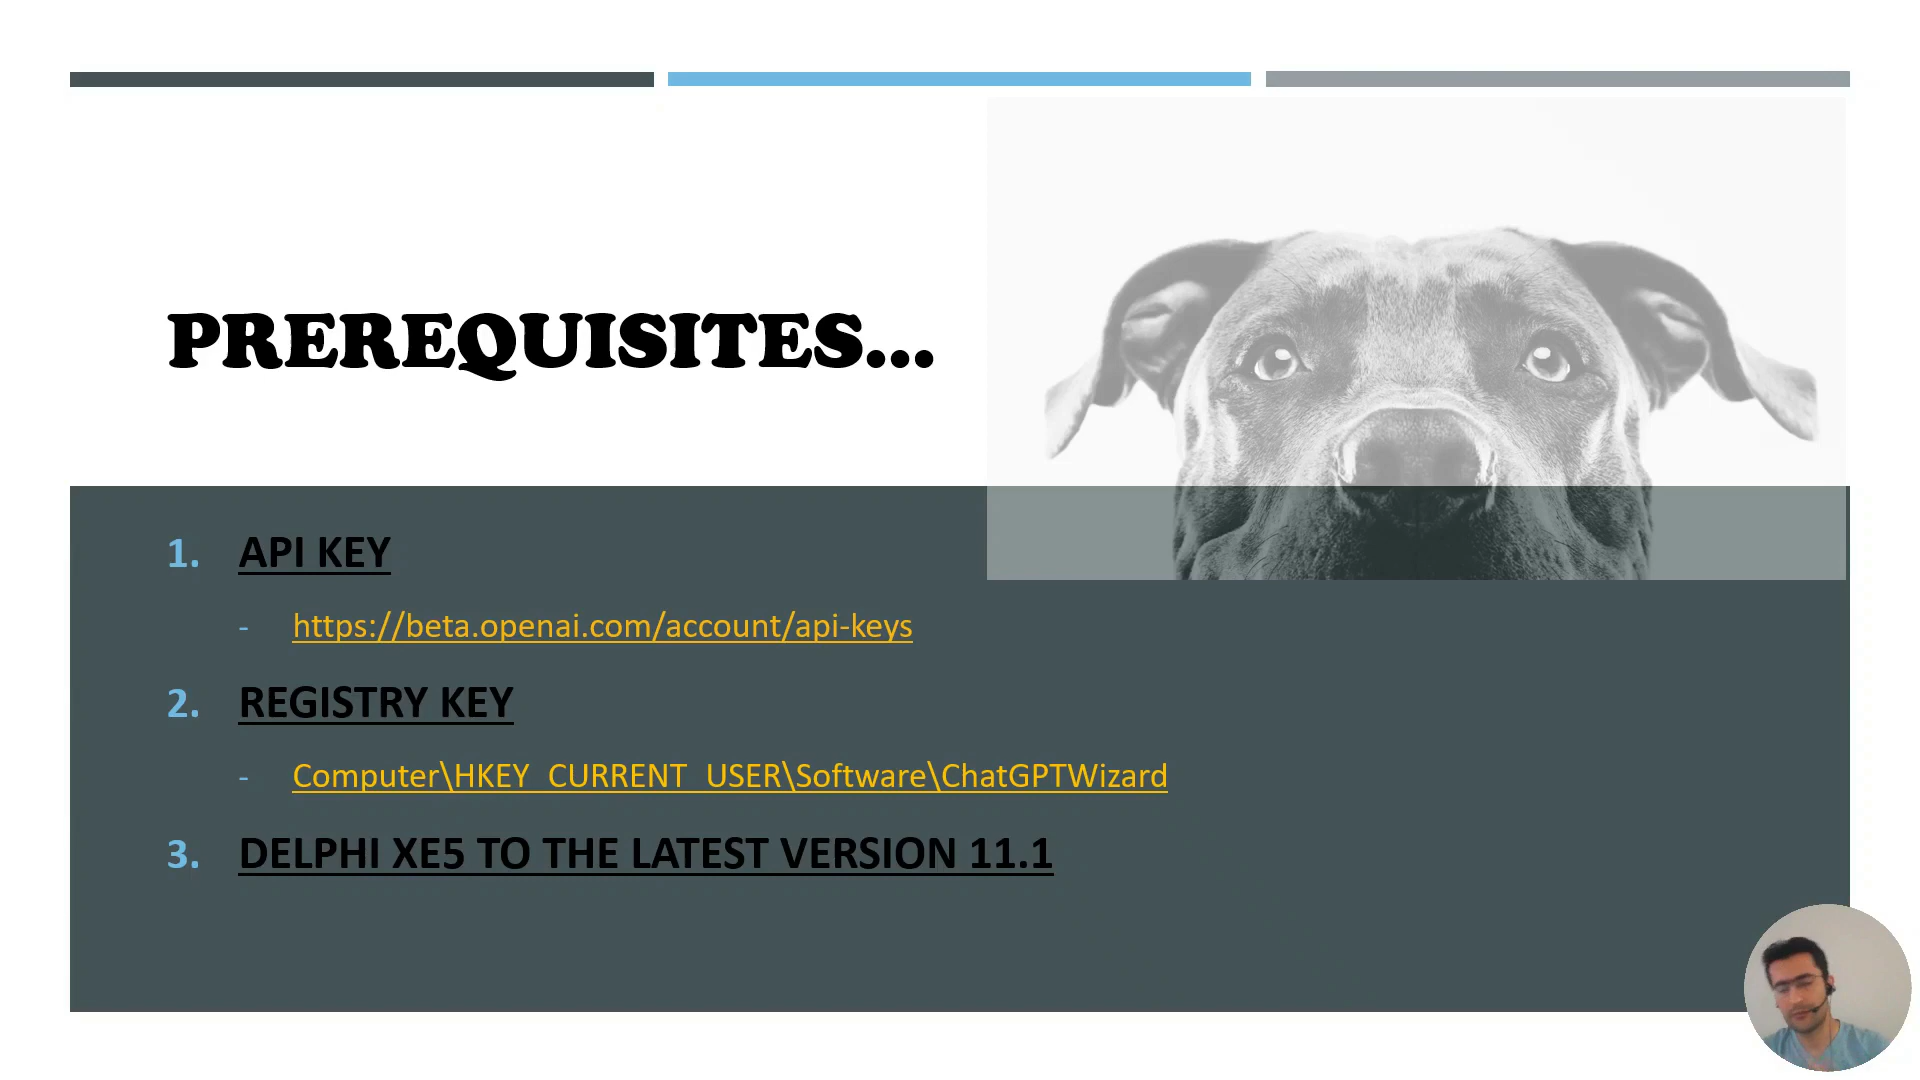 PREREQUISITES...
1. API KEY
- https://beta.openai.com/account/api-keys
2. REGISTRY KEY
- Computer\HKEY_CURRENT_USER\Software\ChatGPTWizard
3. DELPHI XE5 TO THE LATEST VERSION 11.1